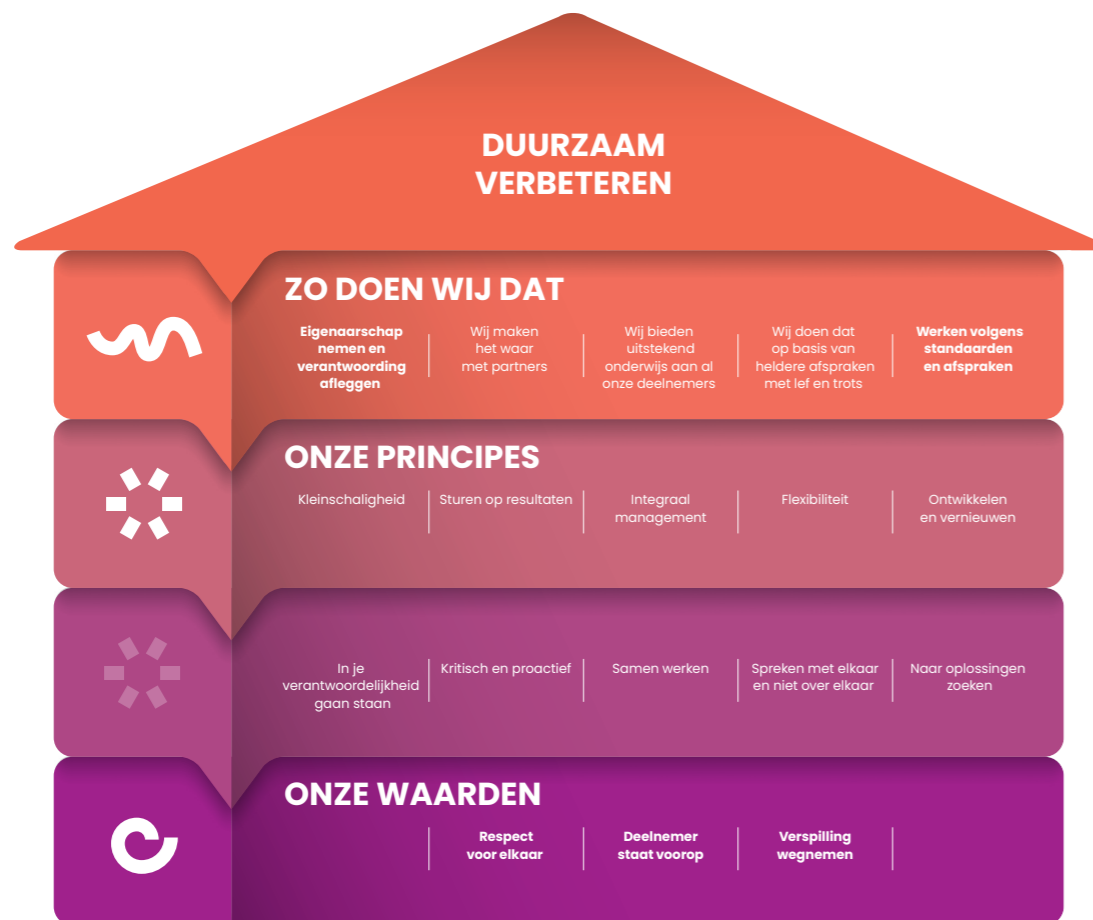 DUURZAAM
VERBETEREN
ZO DOEN WIJ DAT
Eigenaarschap
nemen en
verantwoording
afleggen
Wij maken
het waar
met partners
Wij bieden
uitstekend
onderwijs aan al
onze deelnemers
Wij doen dat
op basis van
heldere afspraken
met lef en trots
Werken volgens
standaarden
en afspraken
ONZE PRINCIPES
Kleinschaligheid
Sturen op resultaten
Integraal
management
Flexibiliteit
Ontwikkelen
en vernieuwen
In je
verantwoordelijkheid
gaan staan
Kritisch en proactief
Samen werken
Spreken met elkaar
en niet over elkaar
Naar oplossingen
zoeken
ONZE WAARDEN
Respect
voor elkaar
Deelnemer
staat voorop
Verspilling
wegnemen